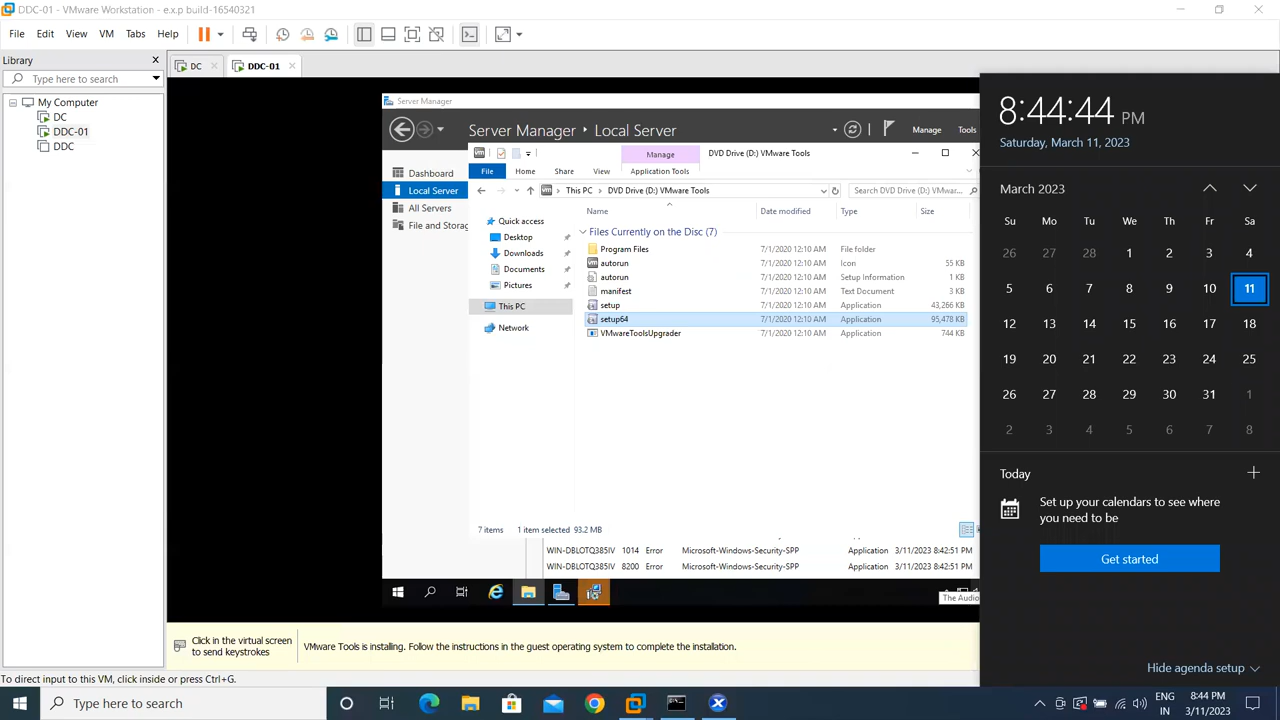 DDC-01 - VMware Workstation - e.x.p build-16540321
File Edit View VM Tabs Help
Library
Type here to search
My Computer
DC
DDC-01
DDC
DC
DDC-01
Server Manager
Server Manager Local Server
Manage Tools
Dashboard
Local Server
All Servers
File and Storag
Manage
DVD Drive (D:) VMware Tools
File Home Share View Application Tools
This PC DVD Drive (D:) VMware Tools
Search DVD Drive (D:) VMwar...
Quick access
Desktop
Downloads
Documents
Pictures
This PC
Network
Name Date modified Type Size
Files Currently on the Disc (7)
Program Files 7/1/2020 12:10 AM File folder
autorun 7/1/2020 12:10 AM Icon 55 KB
autorun 7/1/2020 12:10 AM Setup Information 1 KB
manifest 7/1/2020 12:10 AM Text Document 3 KB
setup 7/1/2020 12:10 AM Application 43,266 KB
setup64 7/1/2020 12:10 AM Application 95,478 KB
VMwareToolsUpgrader 7/1/2020 12:10 AM Application 744 KB
7 items 1 item selected 93.2 MB
WIN-DBLOTQ385IV 1014 Error Microsoft-Windows-Security-SPP Application 3/11/2023 8:42:51 PM
WIN-DBLOTQ385IV 8200 Error Microsoft-Windows-Security-SPP Application 3/11/2023 8:42:51 PM
The Audio
Click in the virtual screen
to send keystrokes
VMware Tools is installing. Follow the instructions in the guest operating system to complete the installation.
To direct input to this VM, click inside or press Ctrl+G.
8:44:44 PM
Saturday, March 11, 2023
March 2023
Su Mo Tu We Th Fr Sa
26 27 28 1 2 3 4
5 6 7 8 9 10 11
12 13 14 15 16 17 18
19 20 21 22 23 24 25
26 27 28 29 30 31 1
2 3 4 5 6 7 8
Today
Set up your calendars to see where
you need to be
Get started
Hide agenda setup
Type here to search
ENG
IN
8:44 PM
3/11/2023